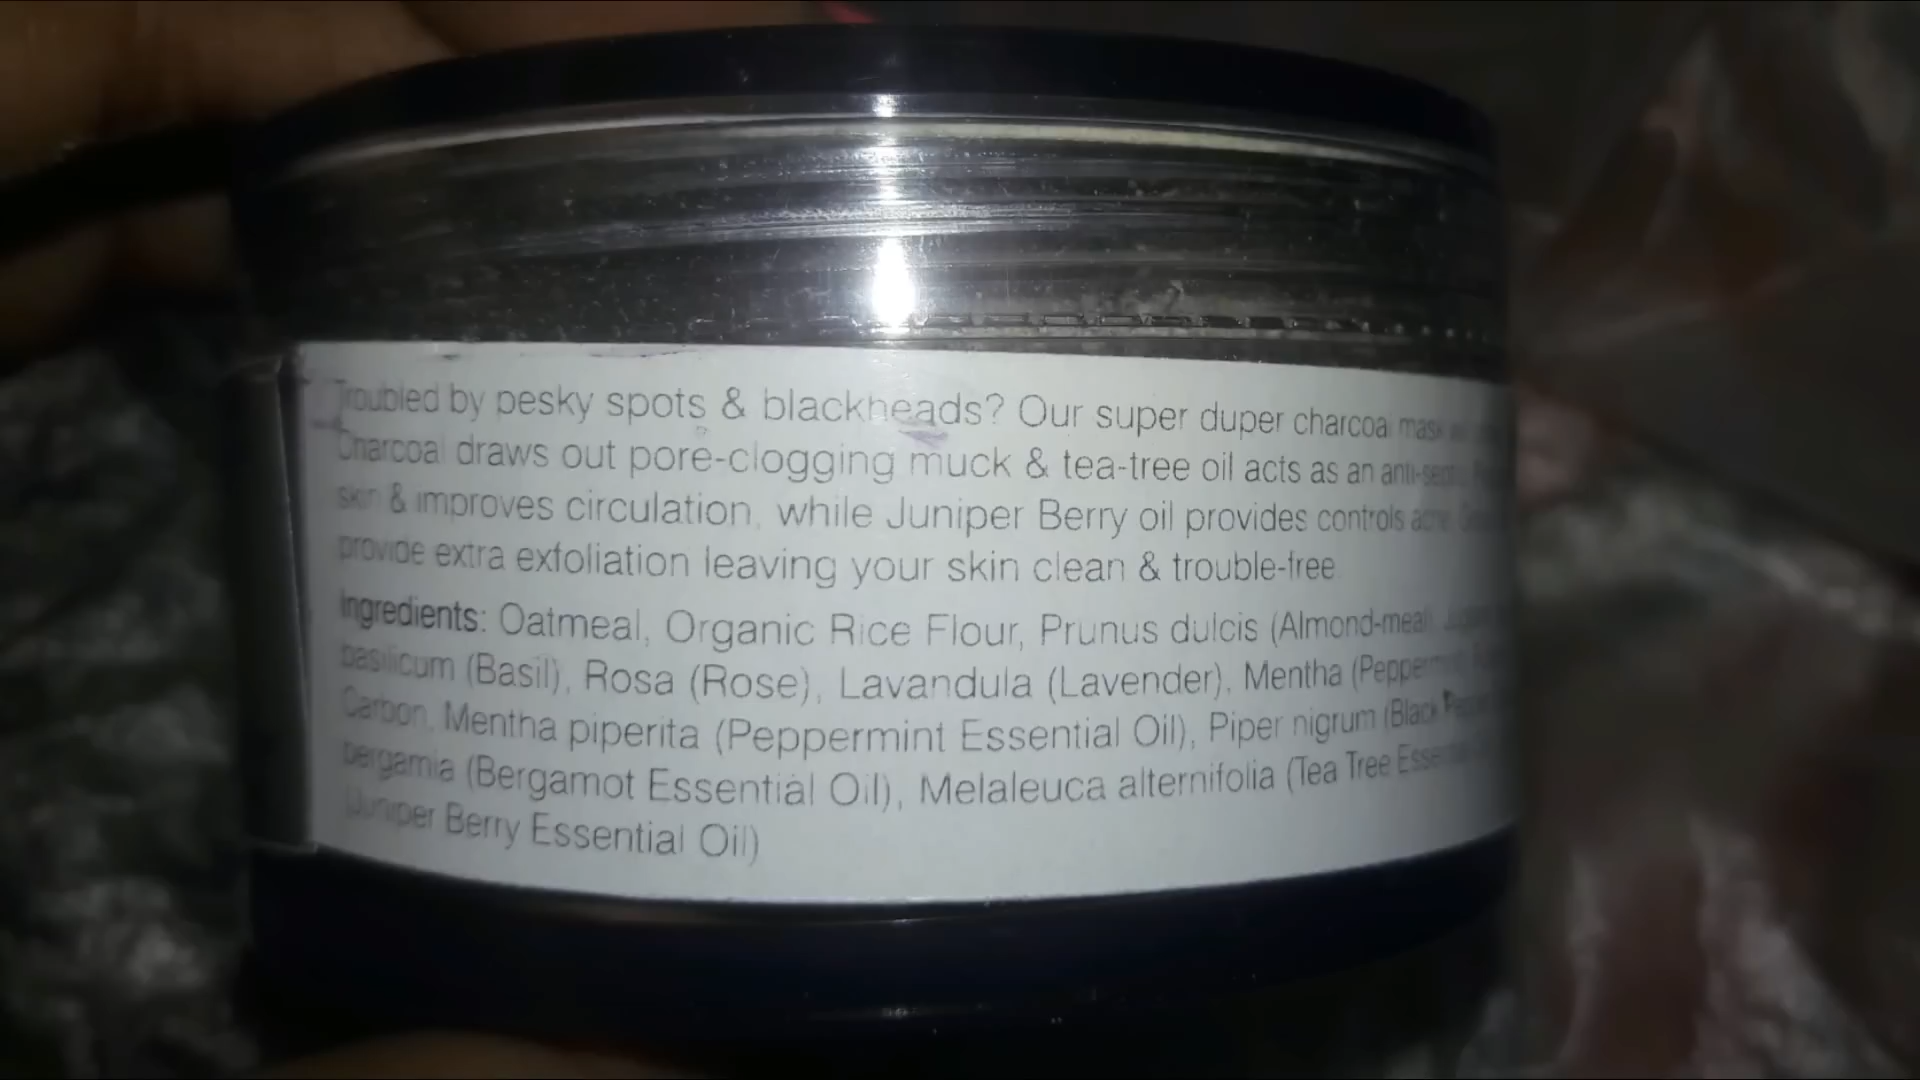 Troubled by pesky spots & blackheads? Our super duper charcoal mask
Charcoal draws out pore-clogging muck & tea-tree oil acts as an
skin & improves circulation, while Juniper Berry oil provides controls acne
provide extra exfoliation leaving your skin clean & trouble-free
Ingredients: Oatmeal, Organic Rice Flour, Prunus dulcis (Almond-meal)
basilicum (Basil), Rosa (Rose), Lavandula (Lavender), Mentha (Peppermint
Carbon, Mentha piperita (Peppermint Essential Oil), Piper nigrum (Black Pepper
bergamia (Bergamot Essential Oil), Melaleuca alternifolia (Tea Tree Essential
(Juniper Berry Essential Oil)